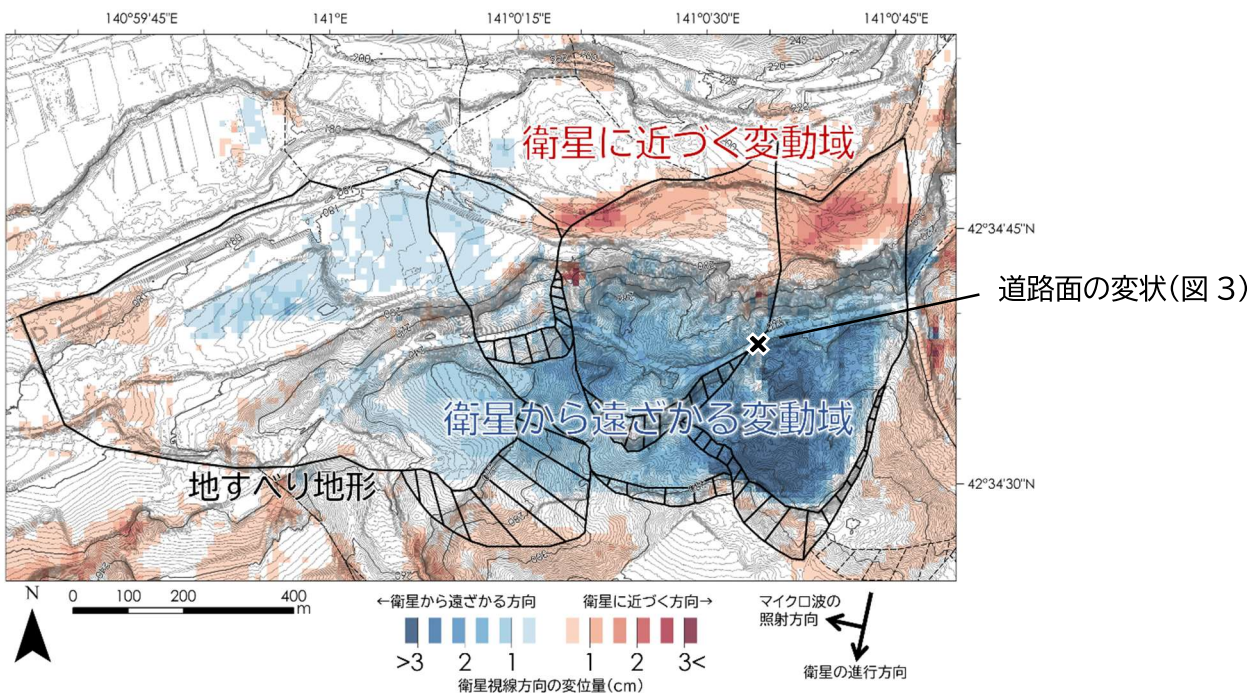 140°59'45"E 141°E 141°0'15"E 141°0'30"E 141°0'45"E
衛星に近づく変動域
42°34'45"N
道路面の変状(図 3)
衛星から遠ざかる変動域
地すべり地形
42°34'30"N
N
0 100 200 400
m
←衛星から遠ざかる方向 衛星に近づく方向→
>3 2 1 1 2 3<
衛星視線方向の変位量(cm)
マイクロ波の
照射方向
衛星の進行方向